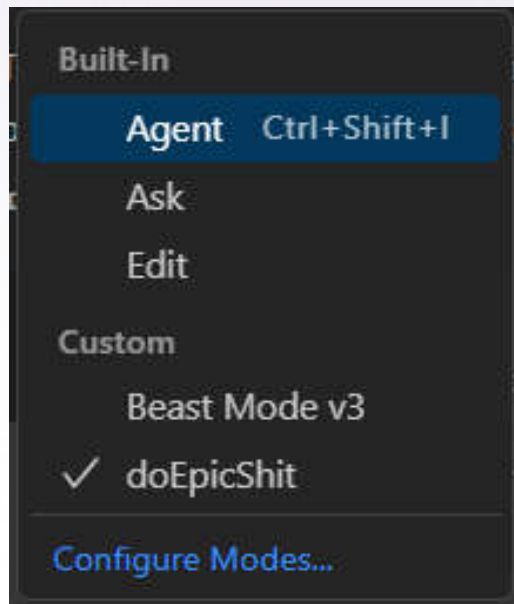 Built-In
Agent Ctrl+Shift+I
Ask
Edit
Custom
Beast Mode v3
doEpicShit
Configure Modes...